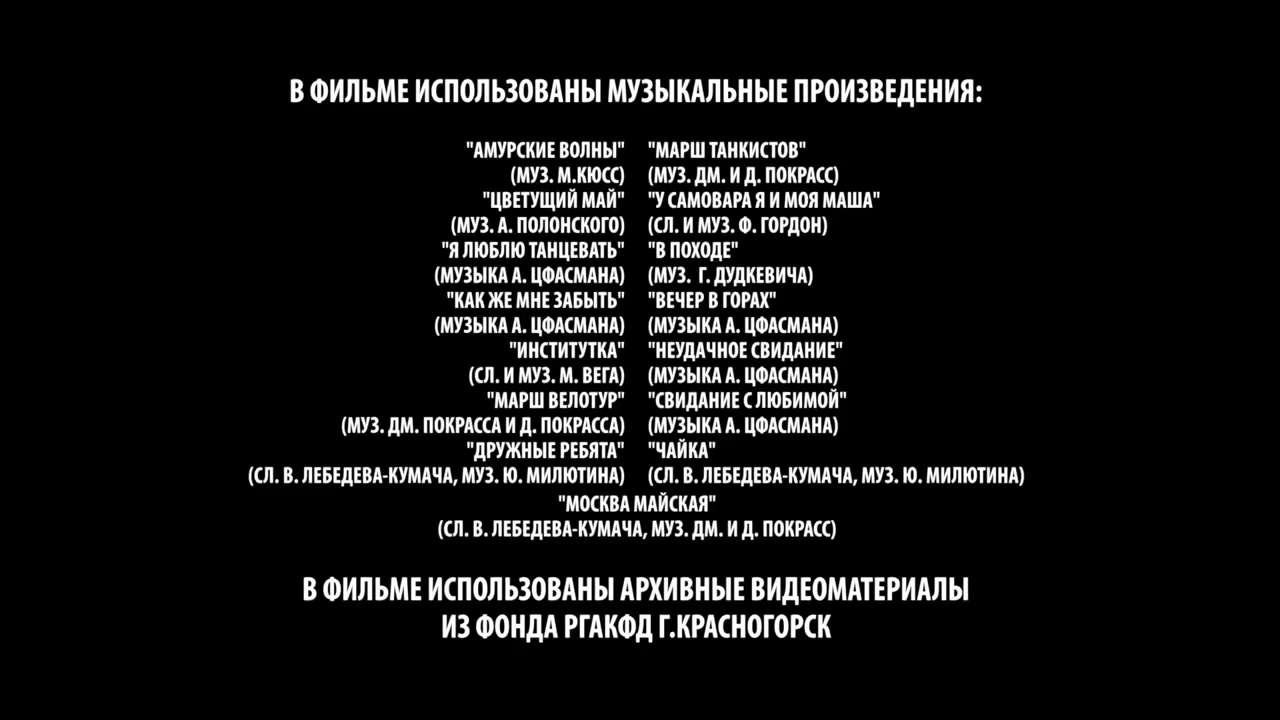 В ФИЛЬМЕ ИСПОЛЬЗОВАНЫ МУЗЫКАЛЬНЫЕ ПРОИЗВЕДЕНИЯ:
"АМУРСКИЕ ВОЛНЫ"
(МУЗ. М.КЮСС)
"ЦВЕТУЩИЙ МАЙ"
(МУЗ. А. ПОЛОНСКОГО)
"Я ЛЮБЛЮ ТАНЦЕВАТЬ"
(МУЗЫКА А. ЦФАСМАНА)
"КАК ЖЕ МНЕ ЗАБЫТЬ"
(МУЗЫКА А. ЦФАСМАНА)
"ИНСТИТУТКА"
(СЛ. И МУЗ. М. ВЕГА)
"МАРШ ВЕЛОТУР"
(МУЗ. ДМ. ПОКРАССА И Д. ПОКРАССА)
"ДРУЖНЫЕ РЕБЯТА"
(СЛ. В. ЛЕБЕДЕВА-КУМАЧА, МУЗ. Ю. МИЛЮТИНА)
"МАРШ ТАНКИСТОВ"
(МУЗ. ДМ. И Д. ПОКРАСС)
"У САМОВАРА Я И МОЯ МАША"
(СЛ. И МУЗ. Ф. ГОРДОН)
"В ПОХОДЕ"
(МУЗ. Г. ДУДКЕВИЧА)
"ВЕЧЕР В ГОРАХ"
(МУЗЫКА А. ЦФАСМАНА)
"НЕУДАЧНОЕ СВИДАНИЕ"
(МУЗЫКА А. ЦФАСМАНА)
"СВИДАНИЕ С ЛЮБИМОЙ"
(МУЗЫКА А. ЦФАСМАНА)
"ЧАЙКА"
(СЛ. В. ЛЕБЕДЕВА-КУМАЧА, МУЗ. Ю. МИЛЮТИНА)
"МОСКВА МАЙСКАЯ"
(СЛ. В. ЛЕБЕДЕВА-КУМАЧА, МУЗ. ДМ. И Д. ПОКРАСС)
В ФИЛЬМЕ ИСПОЛЬЗОВАНЫ АРХИВНЫЕ ВИДЕОМАТЕРИАЛЫ
ИЗ ФОНДА РГАКФД Г.КРАСНОГОРСК